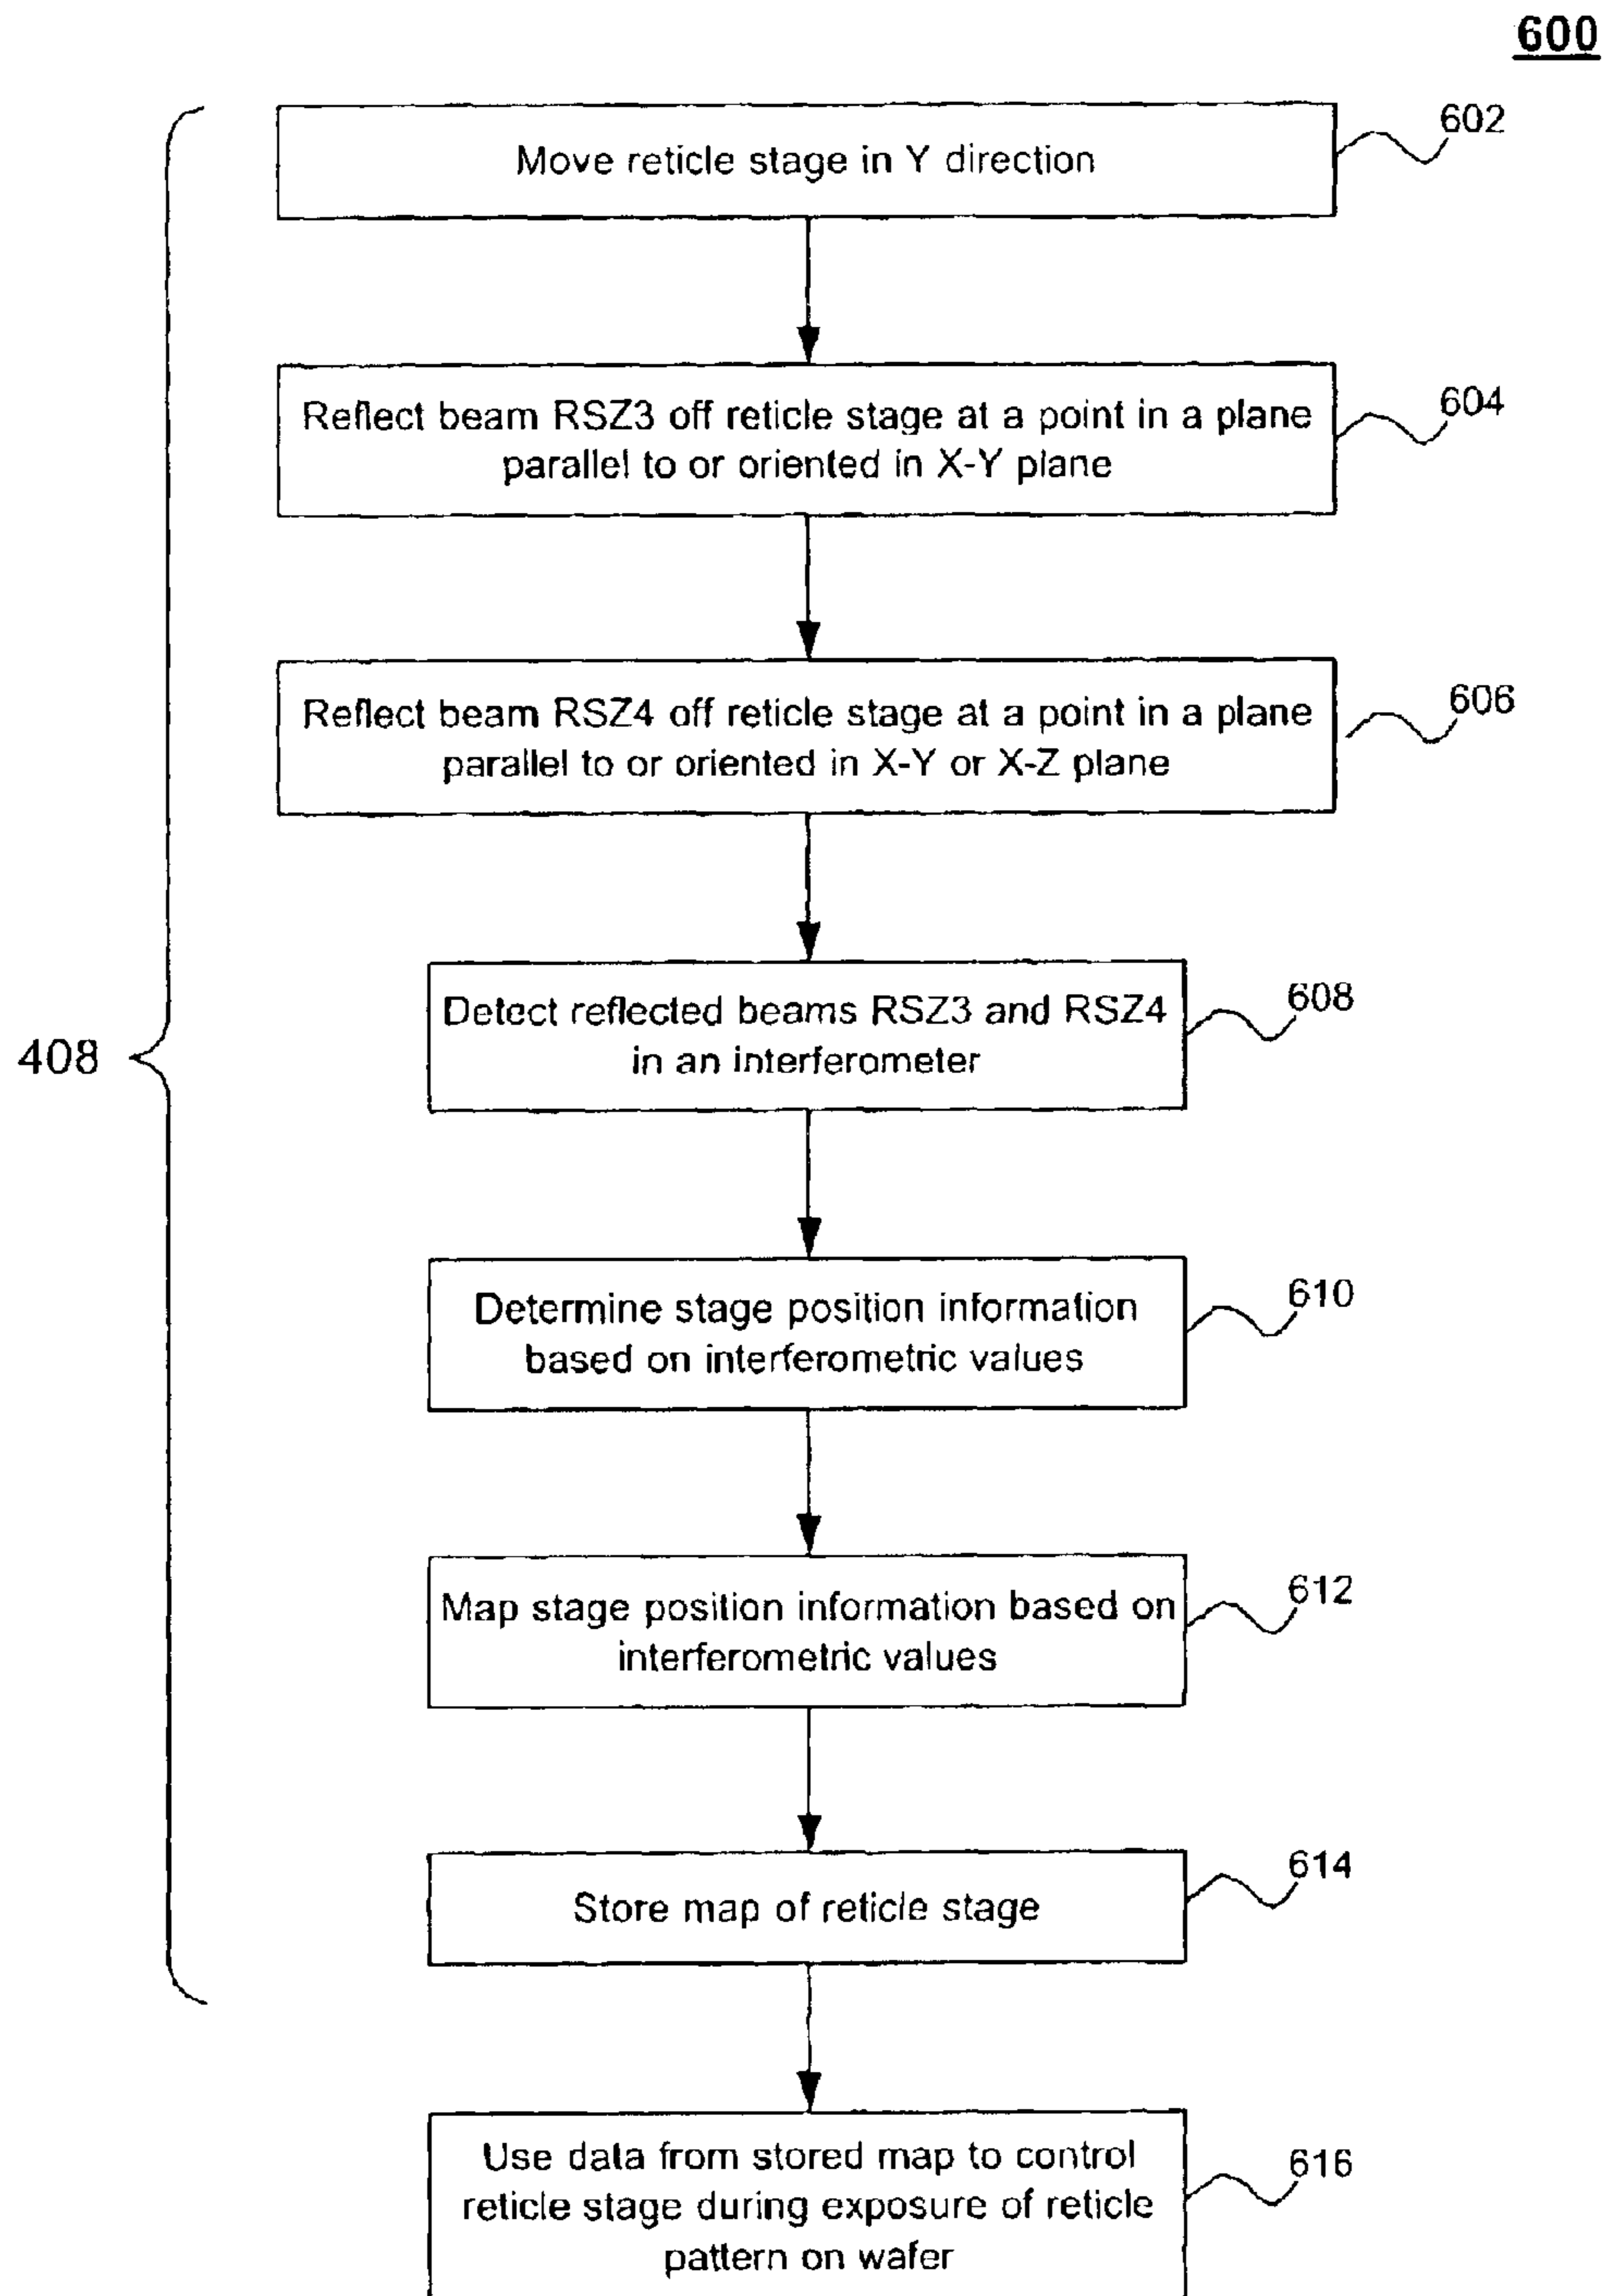 600
602
Move reticle stage in Y direction
604
Reflect beam RSZ3 off reticle stage at a point in a plane
parallel to or oriented in X-Y plane
606
Reflect beam RSZ4 off reticle stage at a point in a plane
parallel to or oriented in X-Y or X-Z plane
608
Detect reflected beams RSZ3 and RSZ4
in an interferometer
408
610
Determine stage position information
based on interferometric values
612
Map stage position information based on
interferometric values
614
Store map of reticle stage
616
Use data from stored map to control
reticle stage during exposure of reticle
pattern on wafer